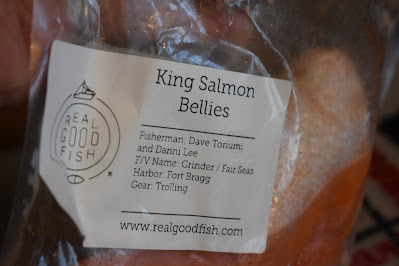 King Salmon
Bellies
REAL
GOOD
FISH
Fisherman: Dave Toriumi
and Danni Lee
F/V Name: Grinder / Fair Seas
Harbor: Fort Bragg
Gear: Trolling
www.realgoodfish.com